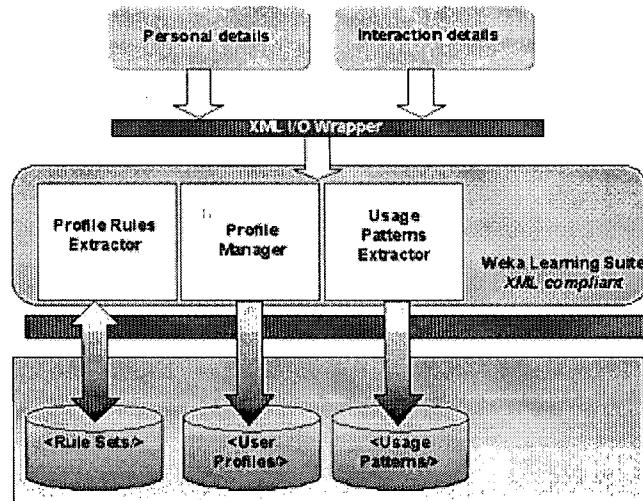 Personal details
Interaction details
XML I/O Wrapper
Profile Rules
Extractor
Profile
Manager
Usage
Patterns
Extractor
Weka Learning Suite
XML compliant
<Rule Sets/>
<User
Profiles/>
<Usage
Patterns/>